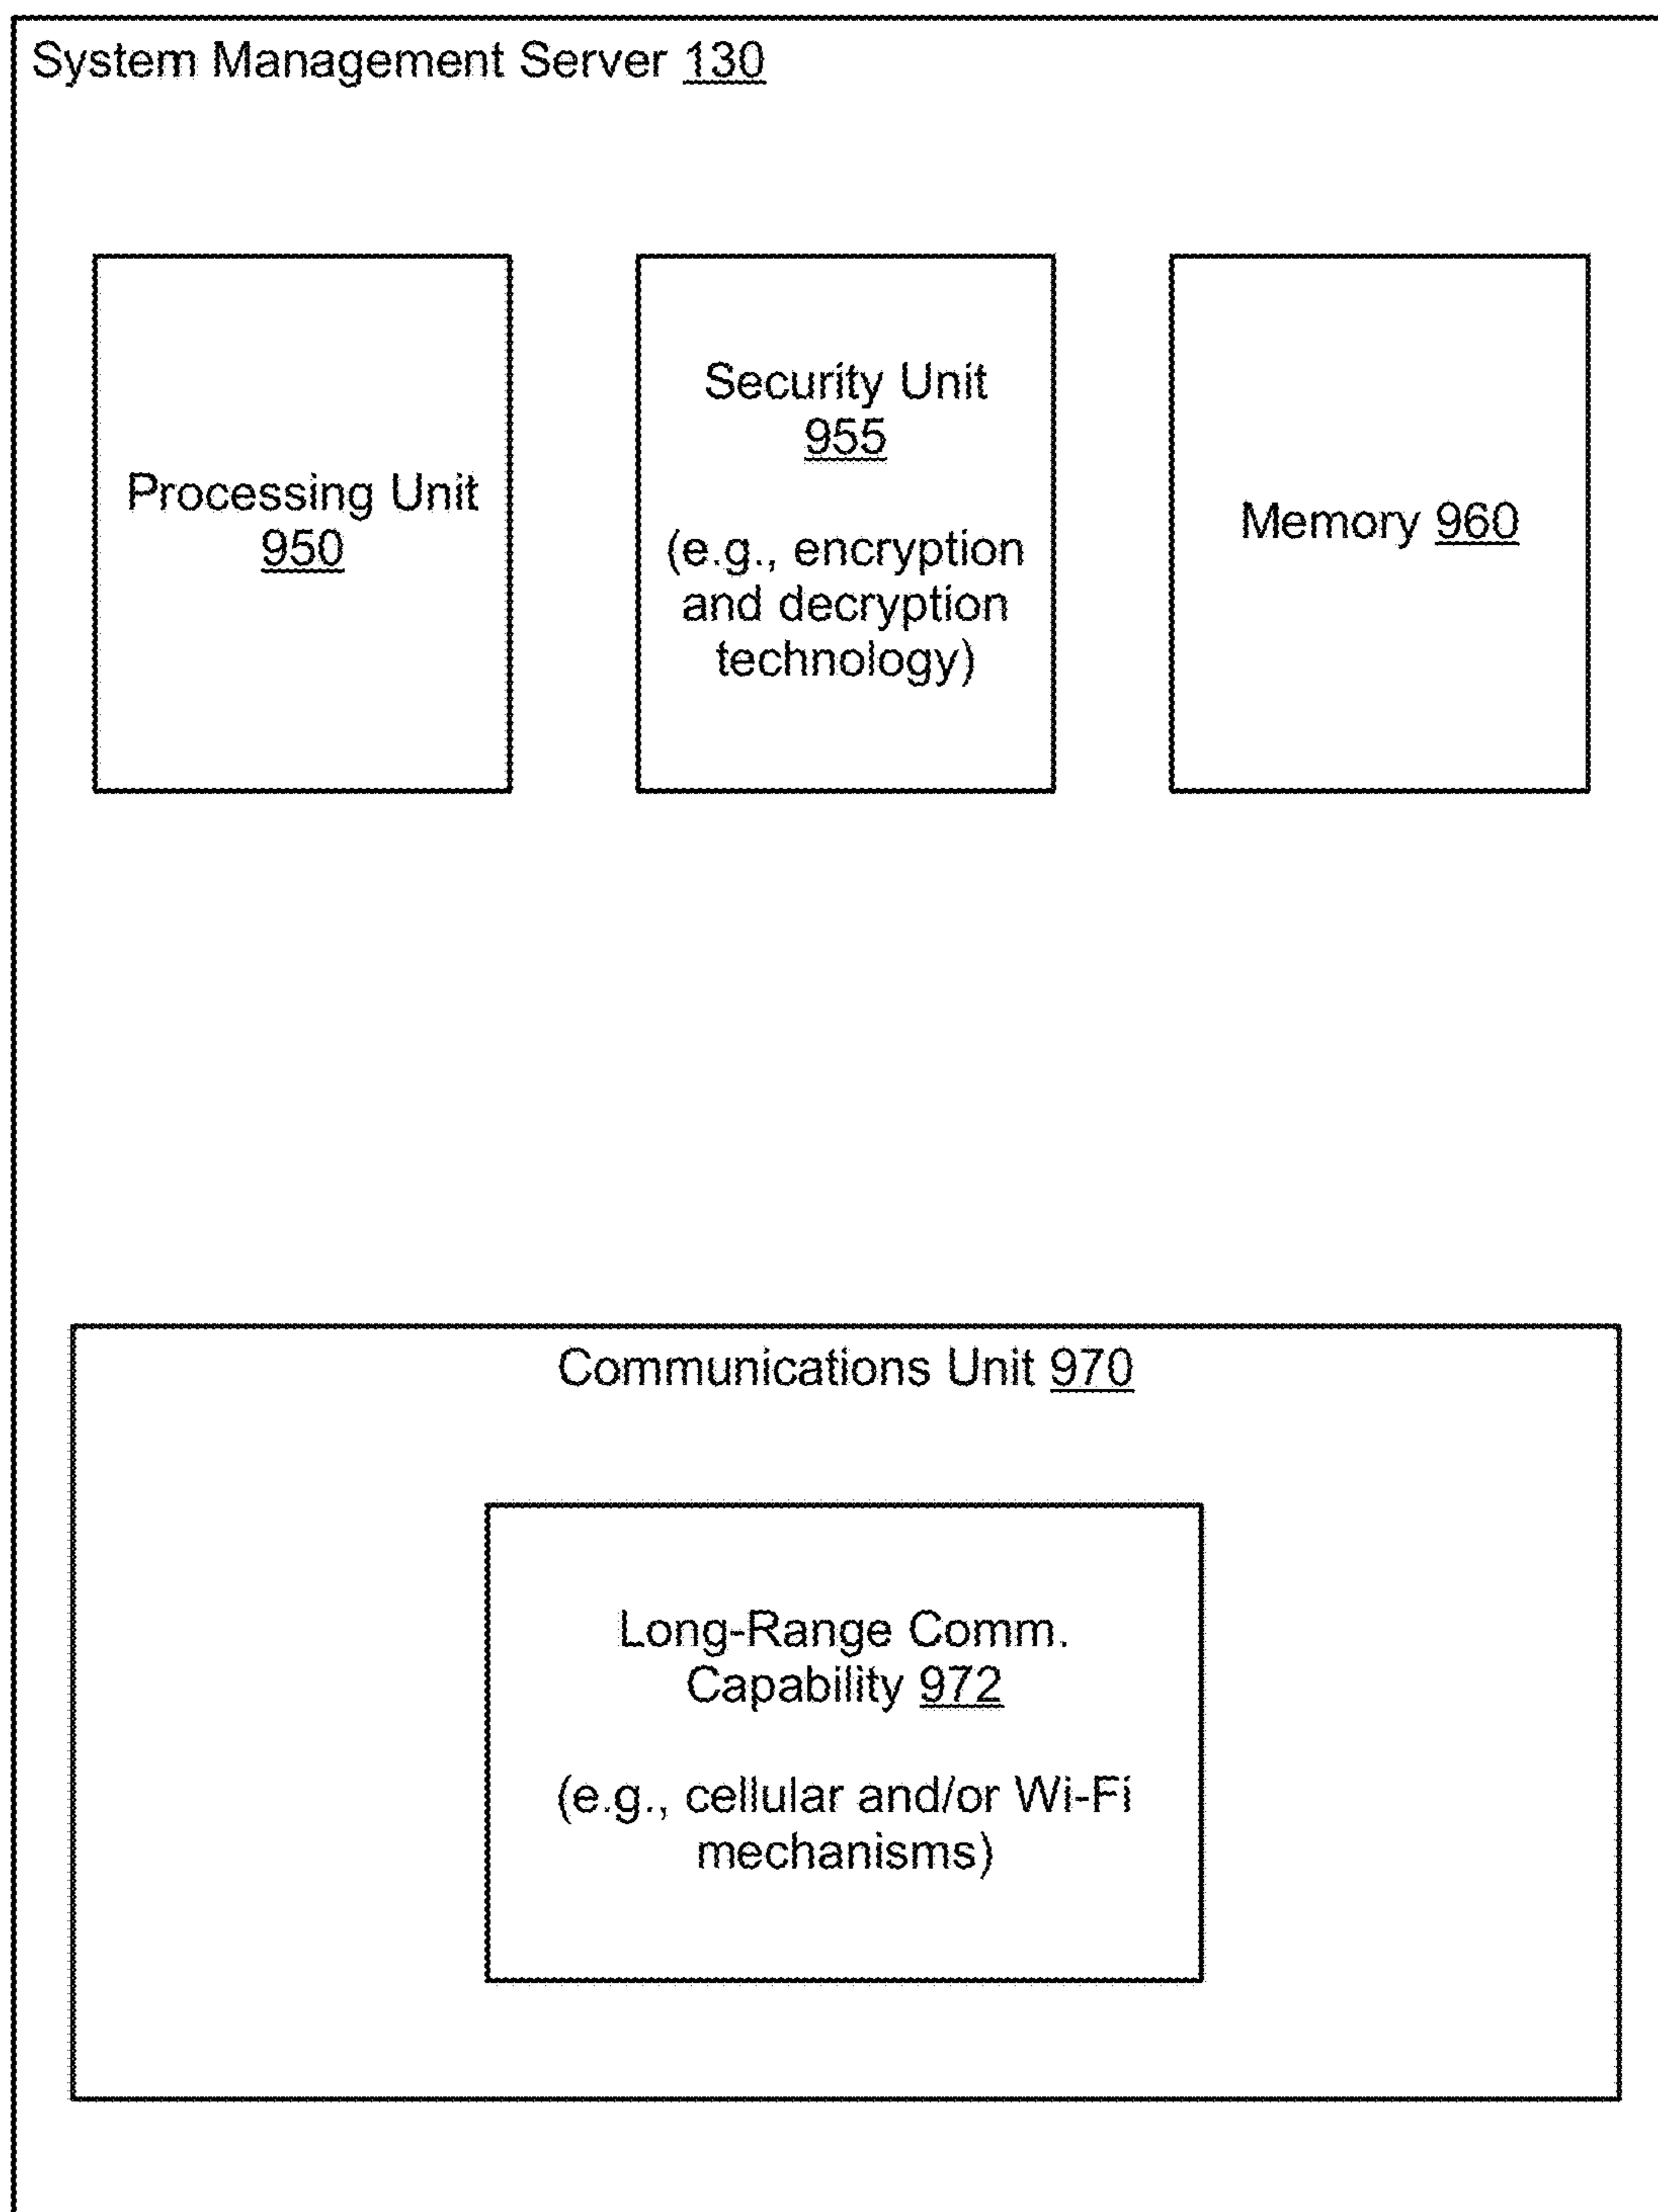 System Management Server 130
Processing Unit
950
Security Unit
955
(e.g., encryption
and decryption
technology)
Memory 960
Communications Unit 970
Long-Range Comm.
Capability 972
(e.g., cellular and/or Wi-Fi
mechanisms)